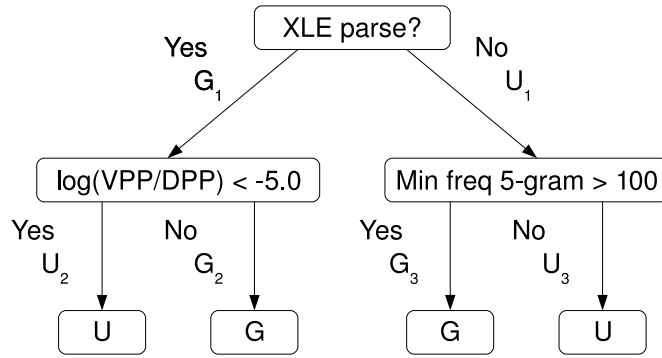 XLE parse?
Yes No
G1 U1
log(VPP/DPP) < -5.0 Min freq 5-gram > 100
Yes No Yes No
U2 G2 G3 U3
U G G U